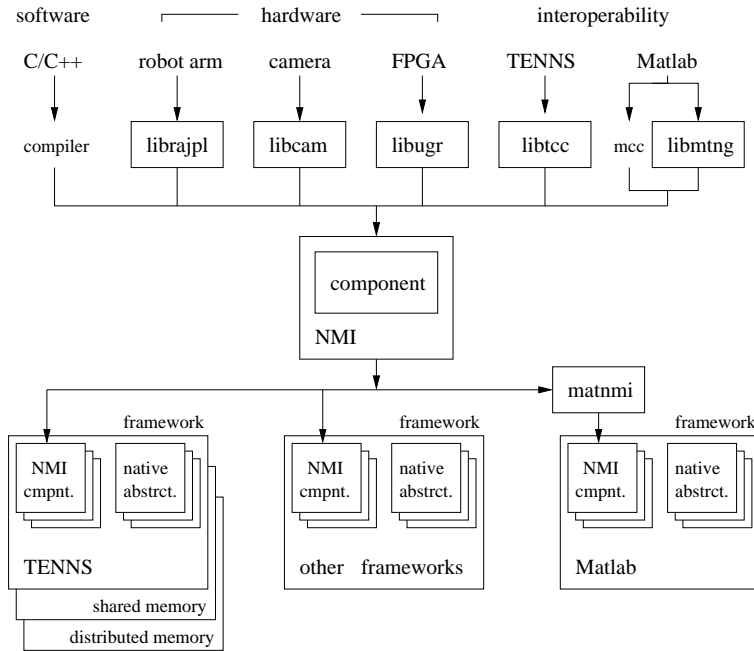 software hardware interoperability
C/C++ robot arm camera FPGA TENNS Matlab
compiler librajpl libcam libugr libtcc mcc libmtng
component
NMI
matnmi
framework framework framework
NMI native NMI native NMI native
cmpnt. abstrct. cmpnt. abstrct. cmpnt. abstrct.
TENNS other frameworks Matlab
shared memory
distributed memory